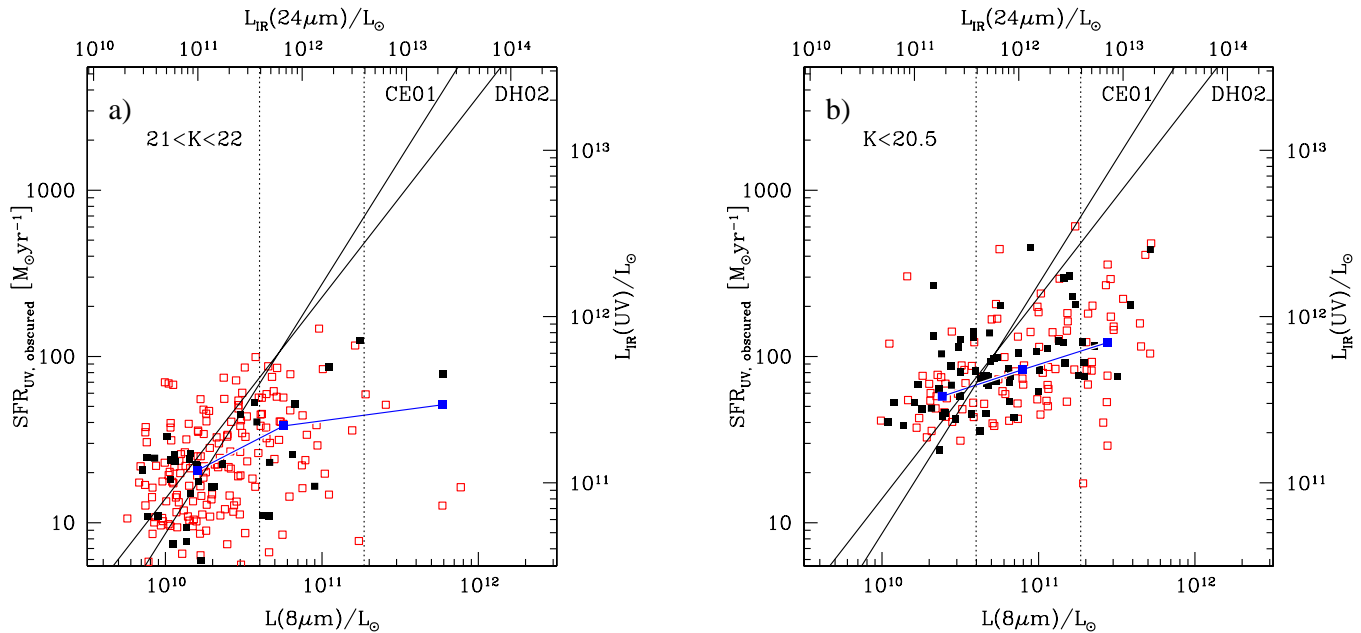 L_IR(24μm)/L_⊙
10^10 10^11 10^12 10^13 10^14
a)
CE01 DH02
21<K<22
1000
100
10
SFR_UV, obscured [M_⊙yr^−1]
10^13
10^12
10^11
L_IR(UV)/L_⊙
10^10 10^11 10^12
L(8μm)/L_⊙
L_IR(24μm)/L_⊙
10^10 10^11 10^12 10^13 10^14
b)
CE01 DH02
K<20.5
1000
100
10
SFR_UV, obscured [M_⊙yr^−1]
10^13
10^12
10^11
L_IR(UV)/L_⊙
10^10 10^11 10^12
L(8μm)/L_⊙